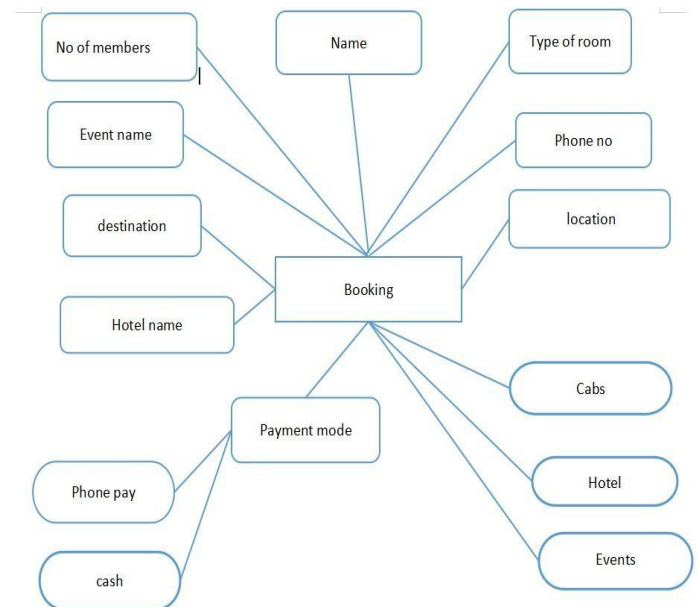 No of members
Name
Type of room
Event name
Phone no
destination
location
Booking
Hotel name
Cabs
Payment mode
Hotel
Phone pay
Events
cash